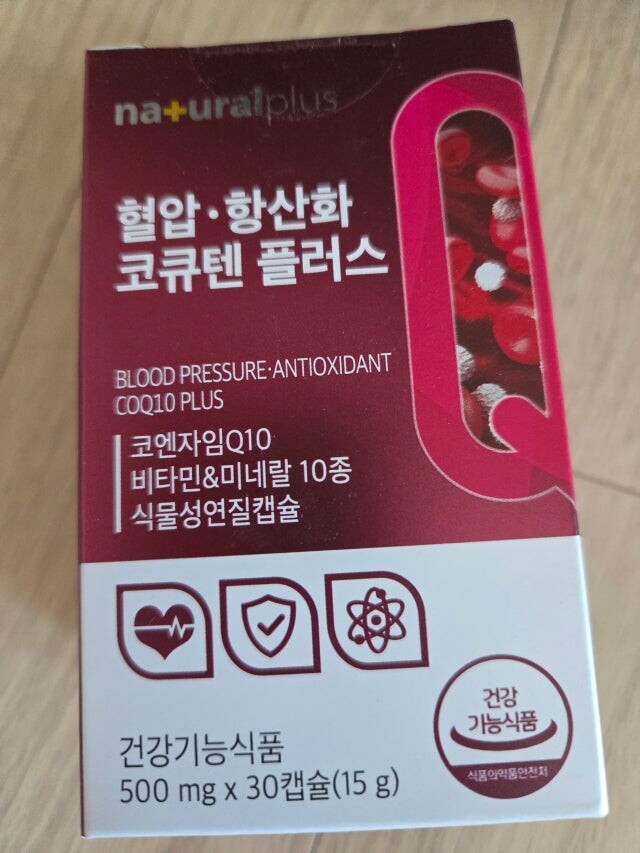 na+uralplus
혈압·항산화
코큐텐 플러스
BLOOD PRESSURE·ANTIOXIDANT
COQ10 PLUS
코엔자임Q10
비타민&미네랄 10종
식물성연질캡슐
건강
기능식품
식품의약품안전처
건강기능식품
500 mg x 30캡슐(15 g)